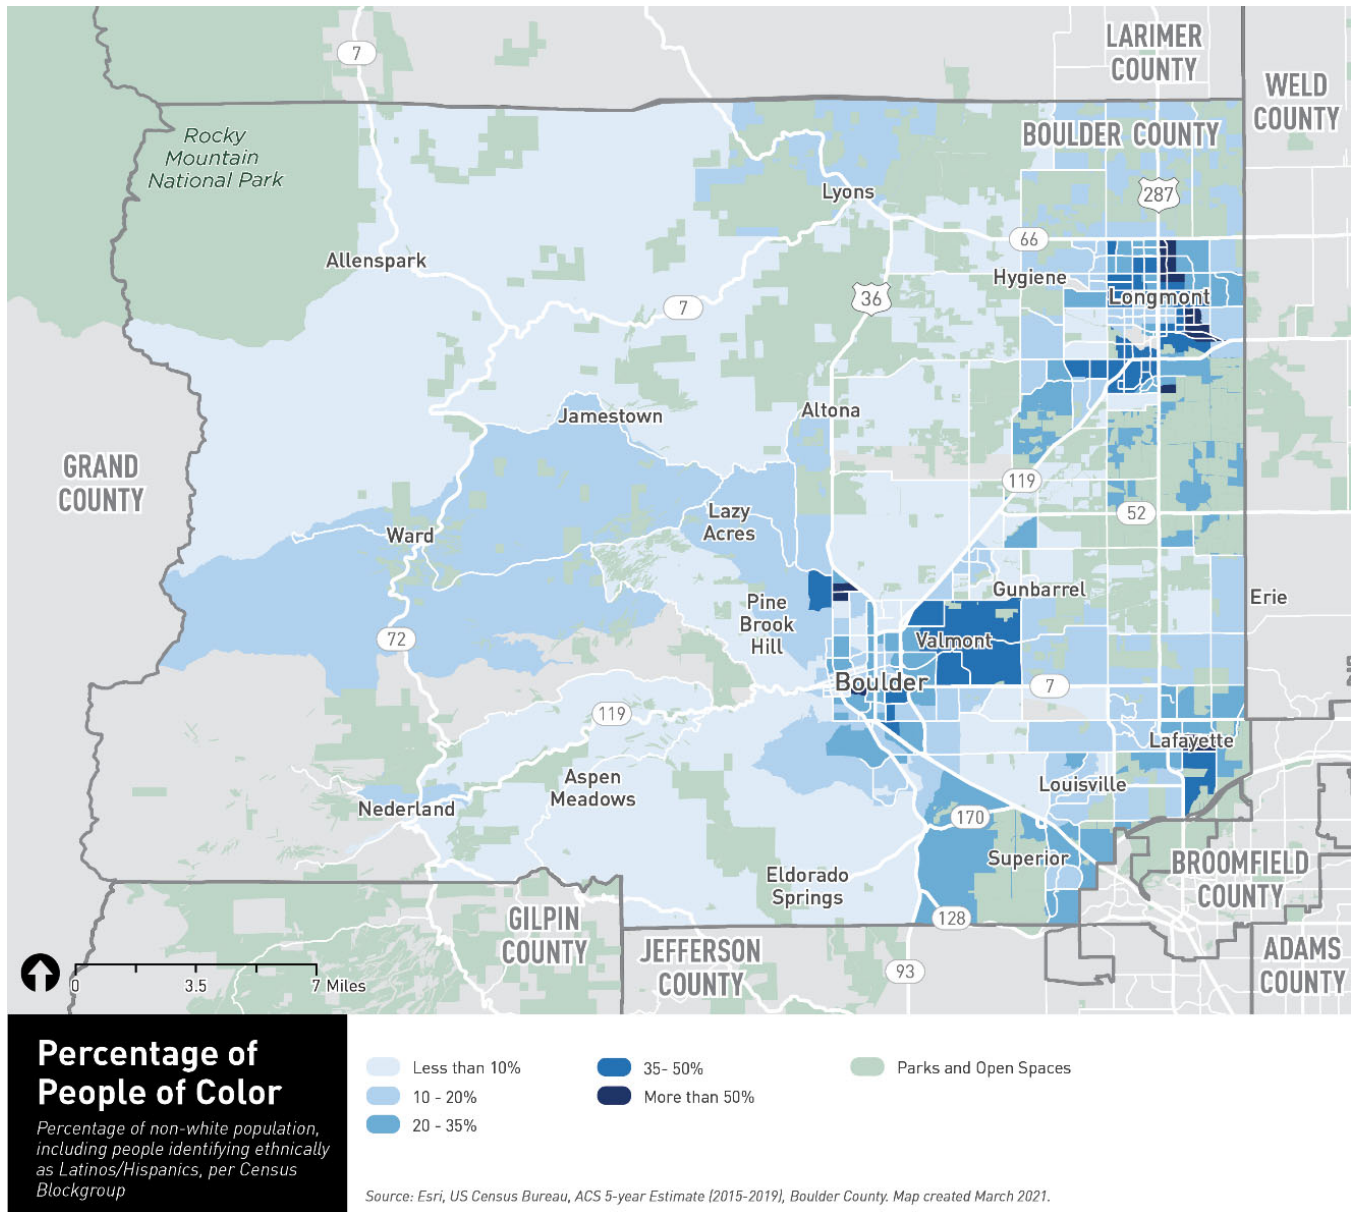 LARIMER
COUNTY
WELD
COUNTY
7
Rocky
Mountain
National Park
BOULDER COUNTY
Lyons
287
66
Allenspark
Hygiene
Longmont
36
7
Jamestown
Altona
GRAND
COUNTY
119
Lazy
Acres
52
Ward
Gunbarrel
Erie
Pine
Brook
Hill
72
Valmont
Boulder
7
119
Lafayette
Aspen
Meadows
Louisville
Nederland
170
Superior
BROOMFIELD
COUNTY
Eldorado
Springs
128
GILPIN
COUNTY
JEFFERSON
COUNTY
ADAMS
COUNTY
93
0
3.5
7 Miles
Percentage of
People of Color
Percentage of non-white population,
including people identifying ethnically
as Latinos/Hispanics, per Census
Blockgroup
Less than 10%
10 - 20%
20 - 35%
35- 50%
More than 50%
Parks and Open Spaces
Source: Esri, US Census Bureau, ACS 5-year Estimate (2015-2019), Boulder County. Map created March 2021.